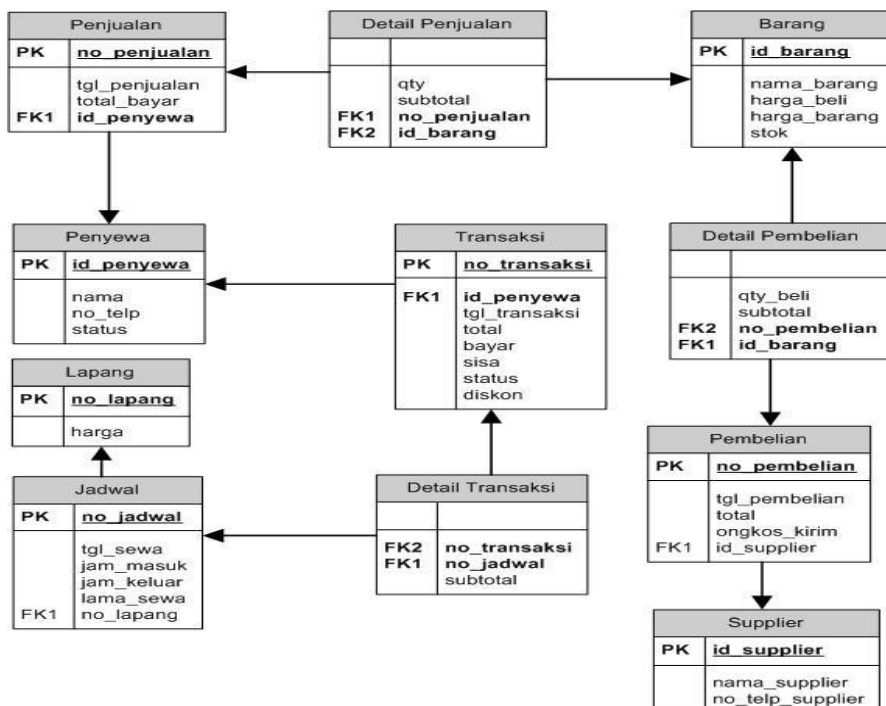 Penjualan
PK no_penjualan
tgl_penjualan
total_bayar
FK1 id_penyewa
Detail Penjualan
qty
subtotal
FK1 no_penjualan
FK2 id_barang
Barang
PK id_barang
nama_barang
harga_beli
harga_barang
stok
Penyewa
PK id_penyewa
nama
no_telp
status
Transaksi
PK no_transaksi
FK1 id_penyewa
tgl_transaksi
total
bayar
sisa
status
diskon
Detail Pembelian
qty_beli
subtotal
FK2 no_pembelian
FK1 id_barang
Lapang
PK no_lapang
harga
Jadwal
PK no_jadwal
tgl_sewa
jam_masuk
jam_keluar
lama_sewa
FK1 no_lapang
Detail Transaksi
FK2 no_transaksi
FK1 no_jadwal
subtotal
Pembelian
PK no_pembelian
tgl_pembelian
total
ongkos_kirim
FK1 id_supplier
Supplier
PK id_supplier
nama_supplier
no_telp_supplier